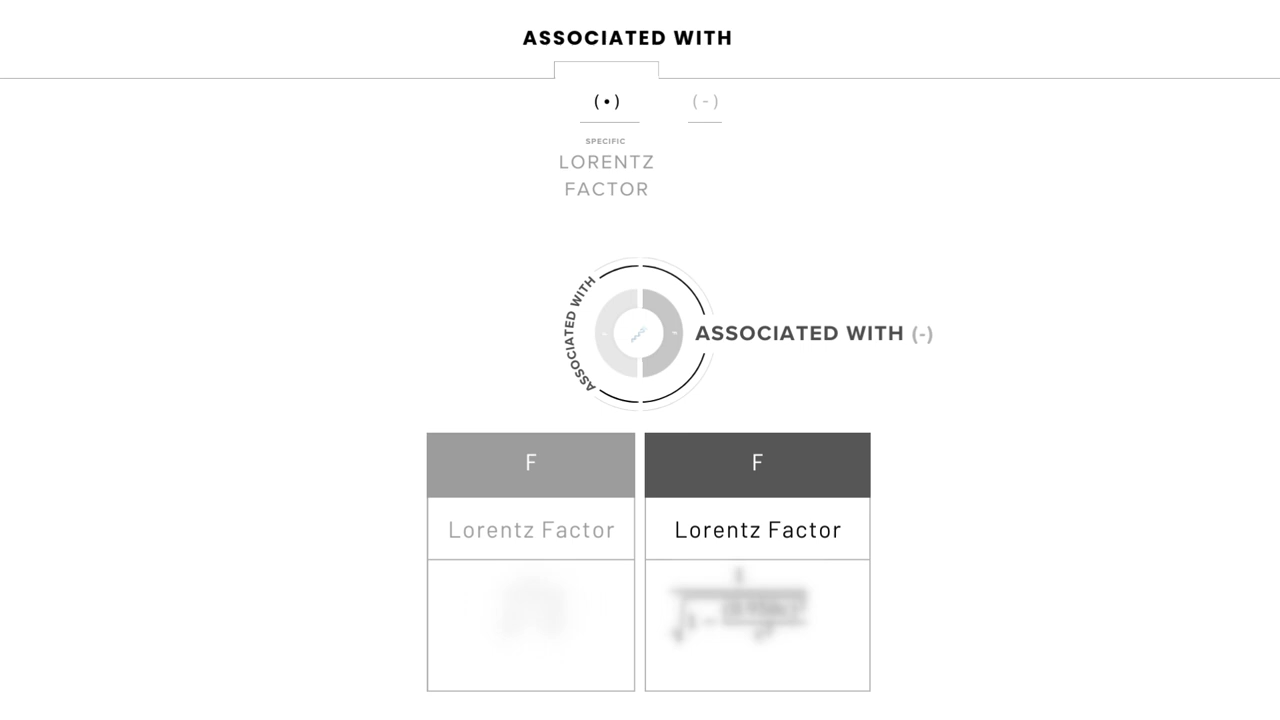 ASSOCIATED WITH
(•) (-)
SPECIFIC
LORENTZ
FACTOR
ASSOCIATED WITH
ASSOCIATED WITH (-)
F F
Lorentz Factor Lorentz Factor